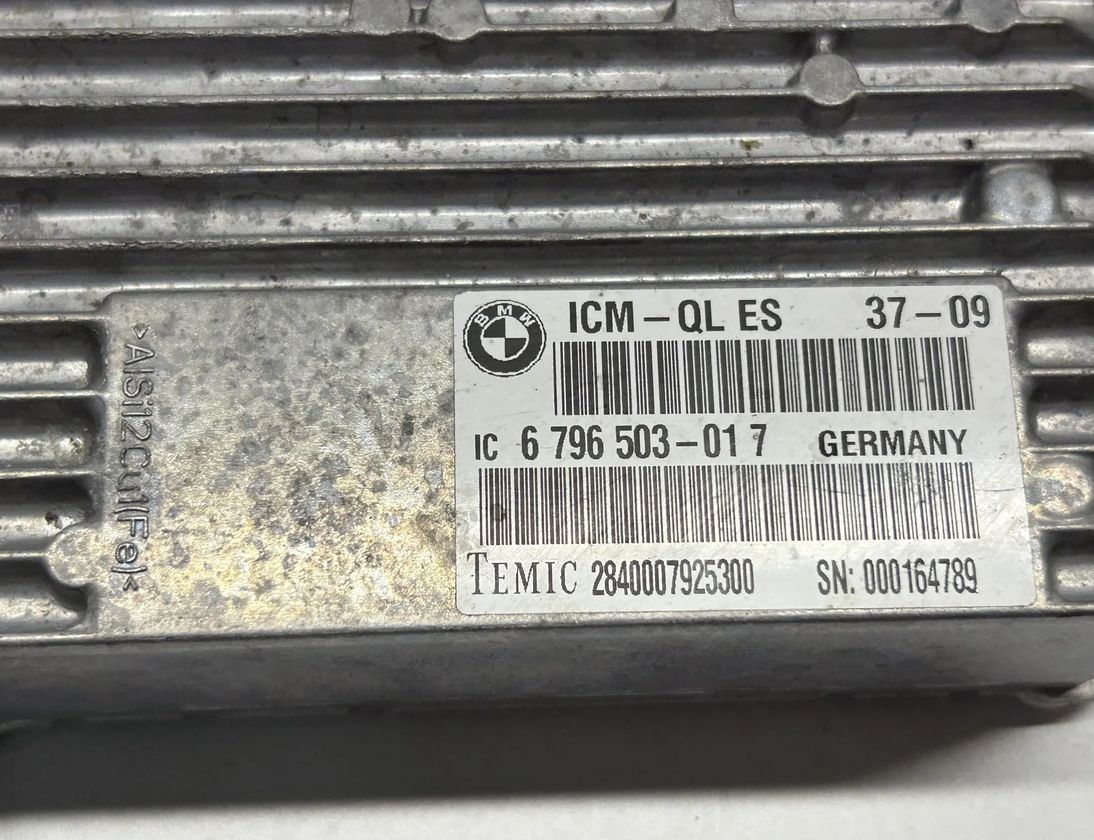 BMW
ICM-QL ES 37-09
IC 6 796 503-01 7 GERMANY
TEMIC 2840007925300 SN: 000164789
>AlSi12Cu1(Fe)<